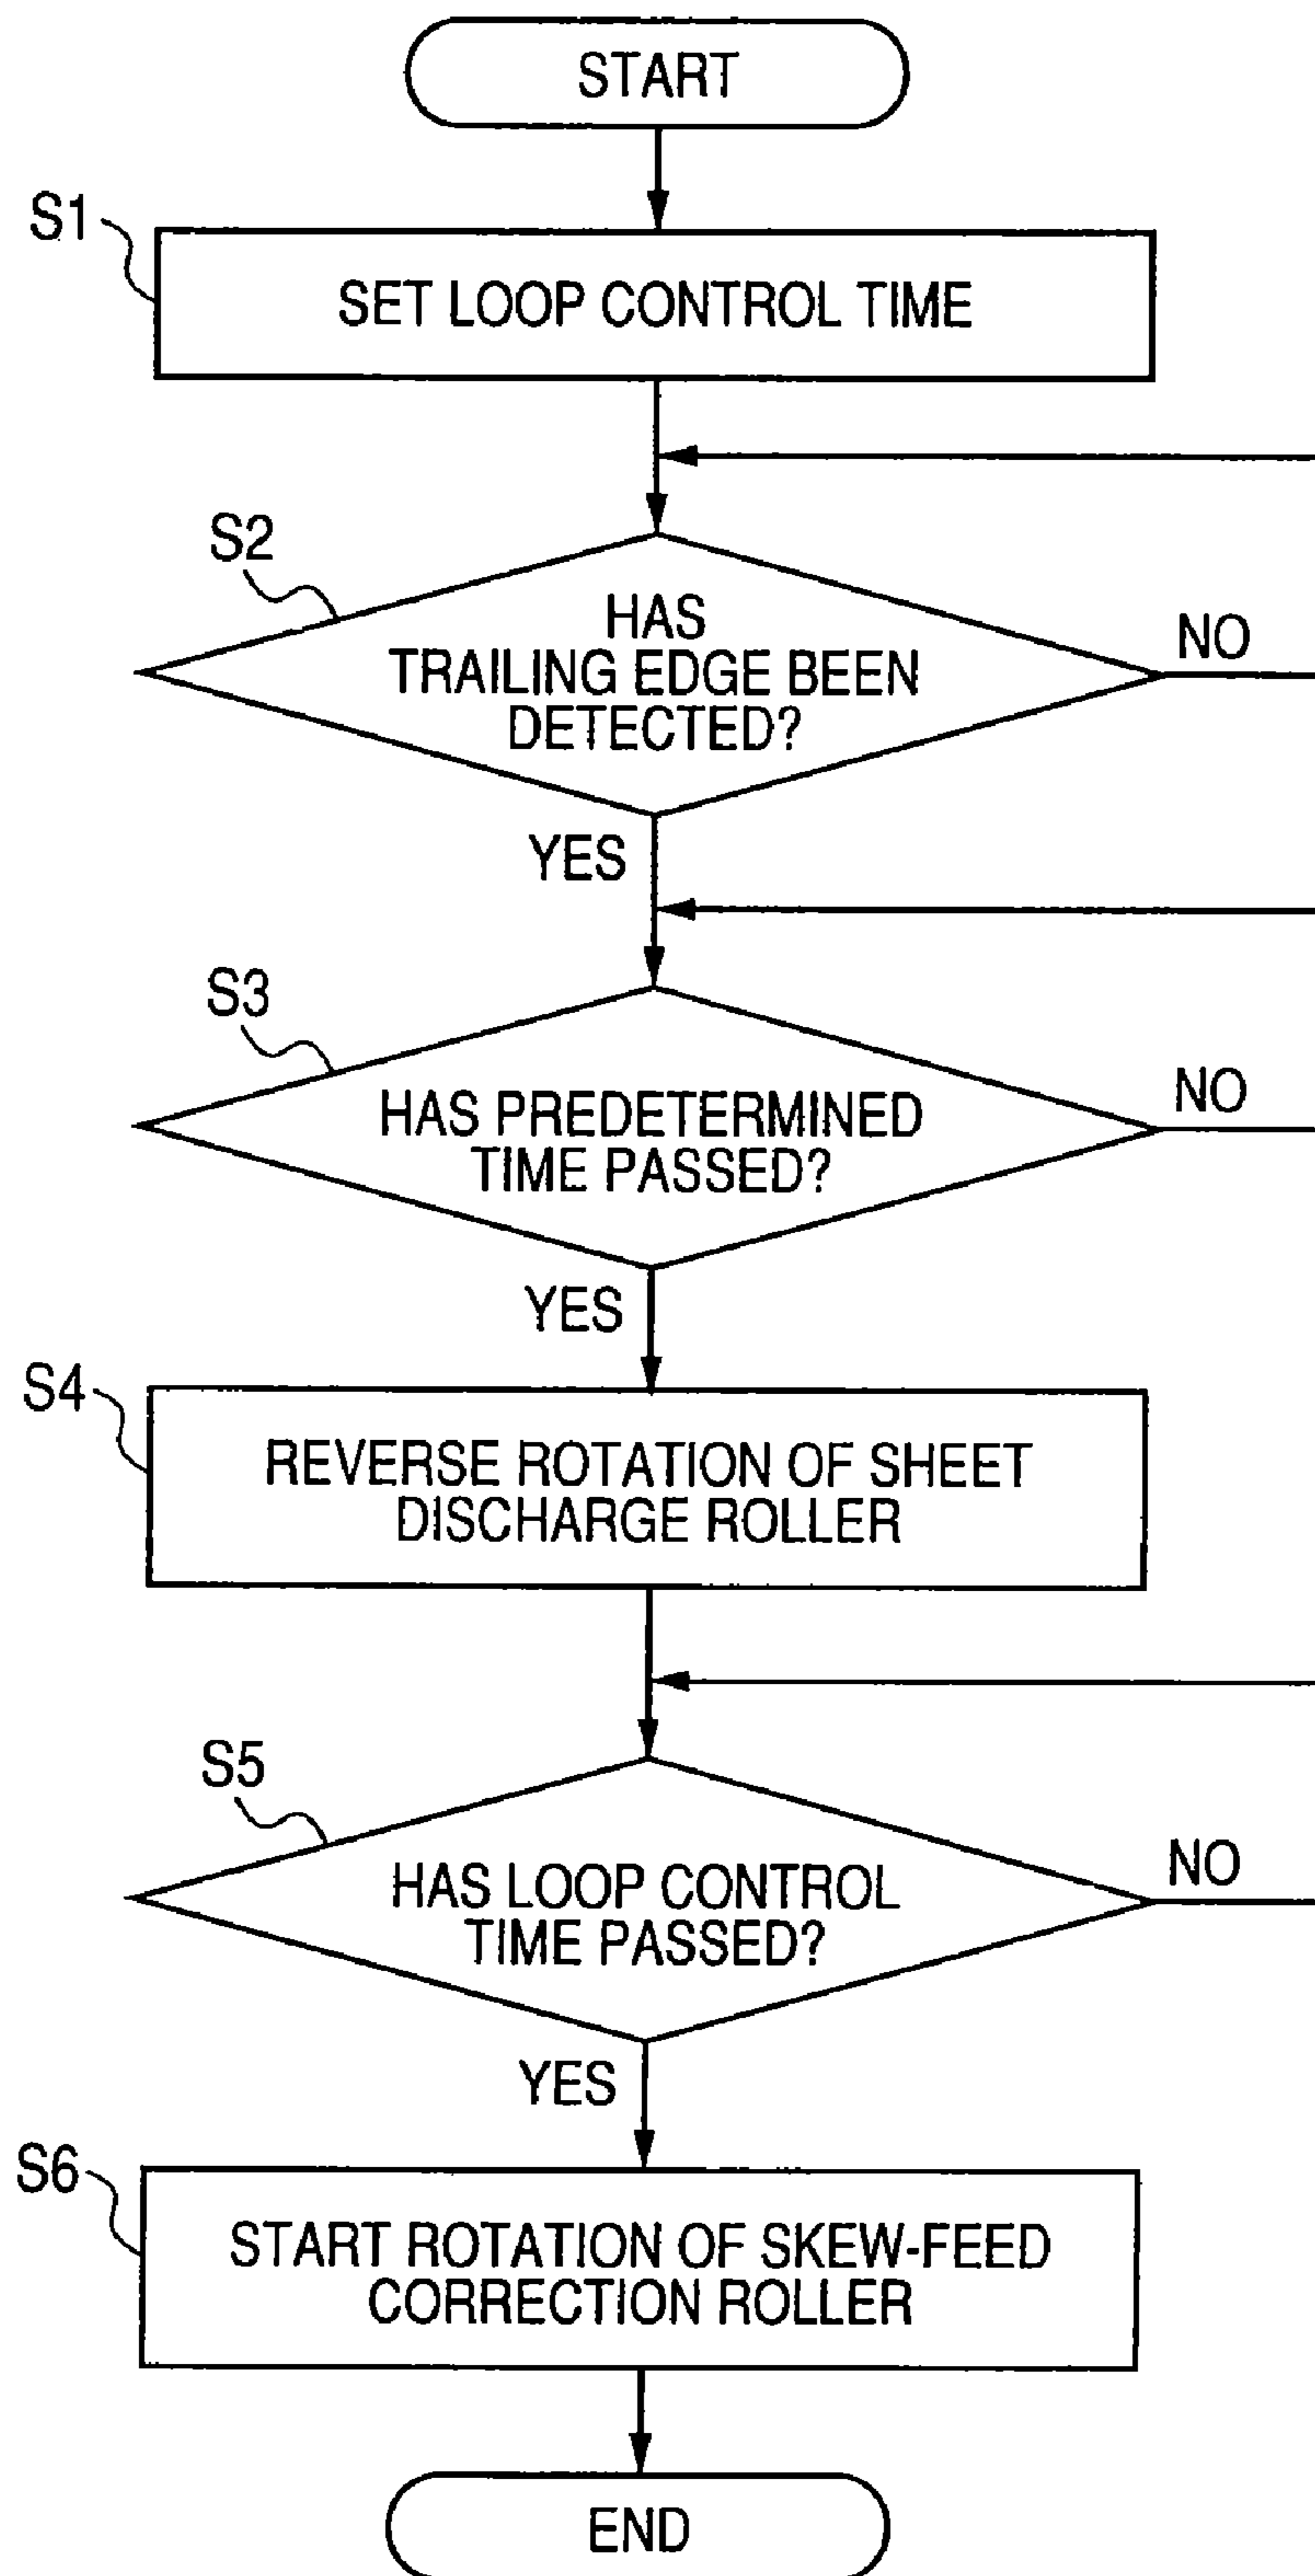 START
S1
SET LOOP CONTROL TIME
S2
HAS
TRAILING EDGE BEEN
DETECTED?
NO
YES
S3
HAS PREDETERMINED
TIME PASSED?
NO
YES
S4
REVERSE ROTATION OF SHEET
DISCHARGE ROLLER
S5
HAS LOOP CONTROL
TIME PASSED?
NO
YES
S6
START ROTATION OF SKEW-FEED
CORRECTION ROLLER
END